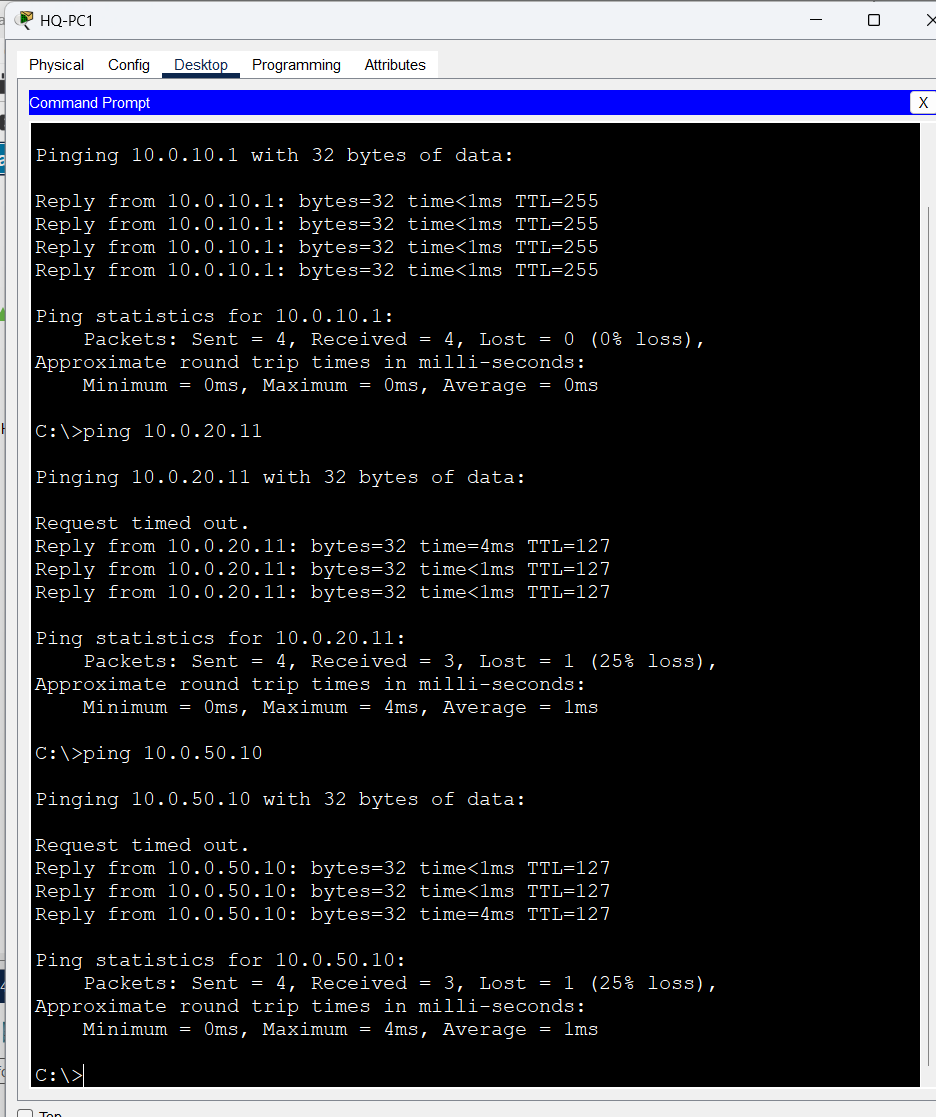 HQ-PC1
Physical Config Desktop Programming Attributes
Command Prompt X
Pinging 10.0.10.1 with 32 bytes of data:
Reply from 10.0.10.1: bytes=32 time<1ms TTL=255
Reply from 10.0.10.1: bytes=32 time<1ms TTL=255
Reply from 10.0.10.1: bytes=32 time<1ms TTL=255
Reply from 10.0.10.1: bytes=32 time<1ms TTL=255
Ping statistics for 10.0.10.1:
Packets: Sent = 4, Received = 4, Lost = 0 (0% loss),
Approximate round trip times in milli-seconds:
Minimum = 0ms, Maximum = 0ms, Average = 0ms
C:\>ping 10.0.20.11
Pinging 10.0.20.11 with 32 bytes of data:
Request timed out.
Reply from 10.0.20.11: bytes=32 time=4ms TTL=127
Reply from 10.0.20.11: bytes=32 time<1ms TTL=127
Reply from 10.0.20.11: bytes=32 time<1ms TTL=127
Ping statistics for 10.0.20.11:
Packets: Sent = 4, Received = 3, Lost = 1 (25% loss),
Approximate round trip times in milli-seconds:
Minimum = 0ms, Maximum = 4ms, Average = 1ms
C:\>ping 10.0.50.10
Pinging 10.0.50.10 with 32 bytes of data:
Request timed out.
Reply from 10.0.50.10: bytes=32 time<1ms TTL=127
Reply from 10.0.50.10: bytes=32 time<1ms TTL=127
Reply from 10.0.50.10: bytes=32 time=4ms TTL=127
Ping statistics for 10.0.50.10:
Packets: Sent = 4, Received = 3, Lost = 1 (25% loss),
Approximate round trip times in milli-seconds:
Minimum = 0ms, Maximum = 4ms, Average = 1ms
C:\>
Top